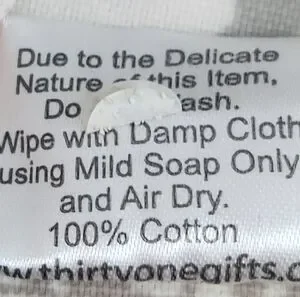 Due to the Delicate
Nature this Item.
Do
Wipe with Damp Cloth
using Mild Soap Only
and Air Dry.
100% Cotton
w.thirtyonegifts.c